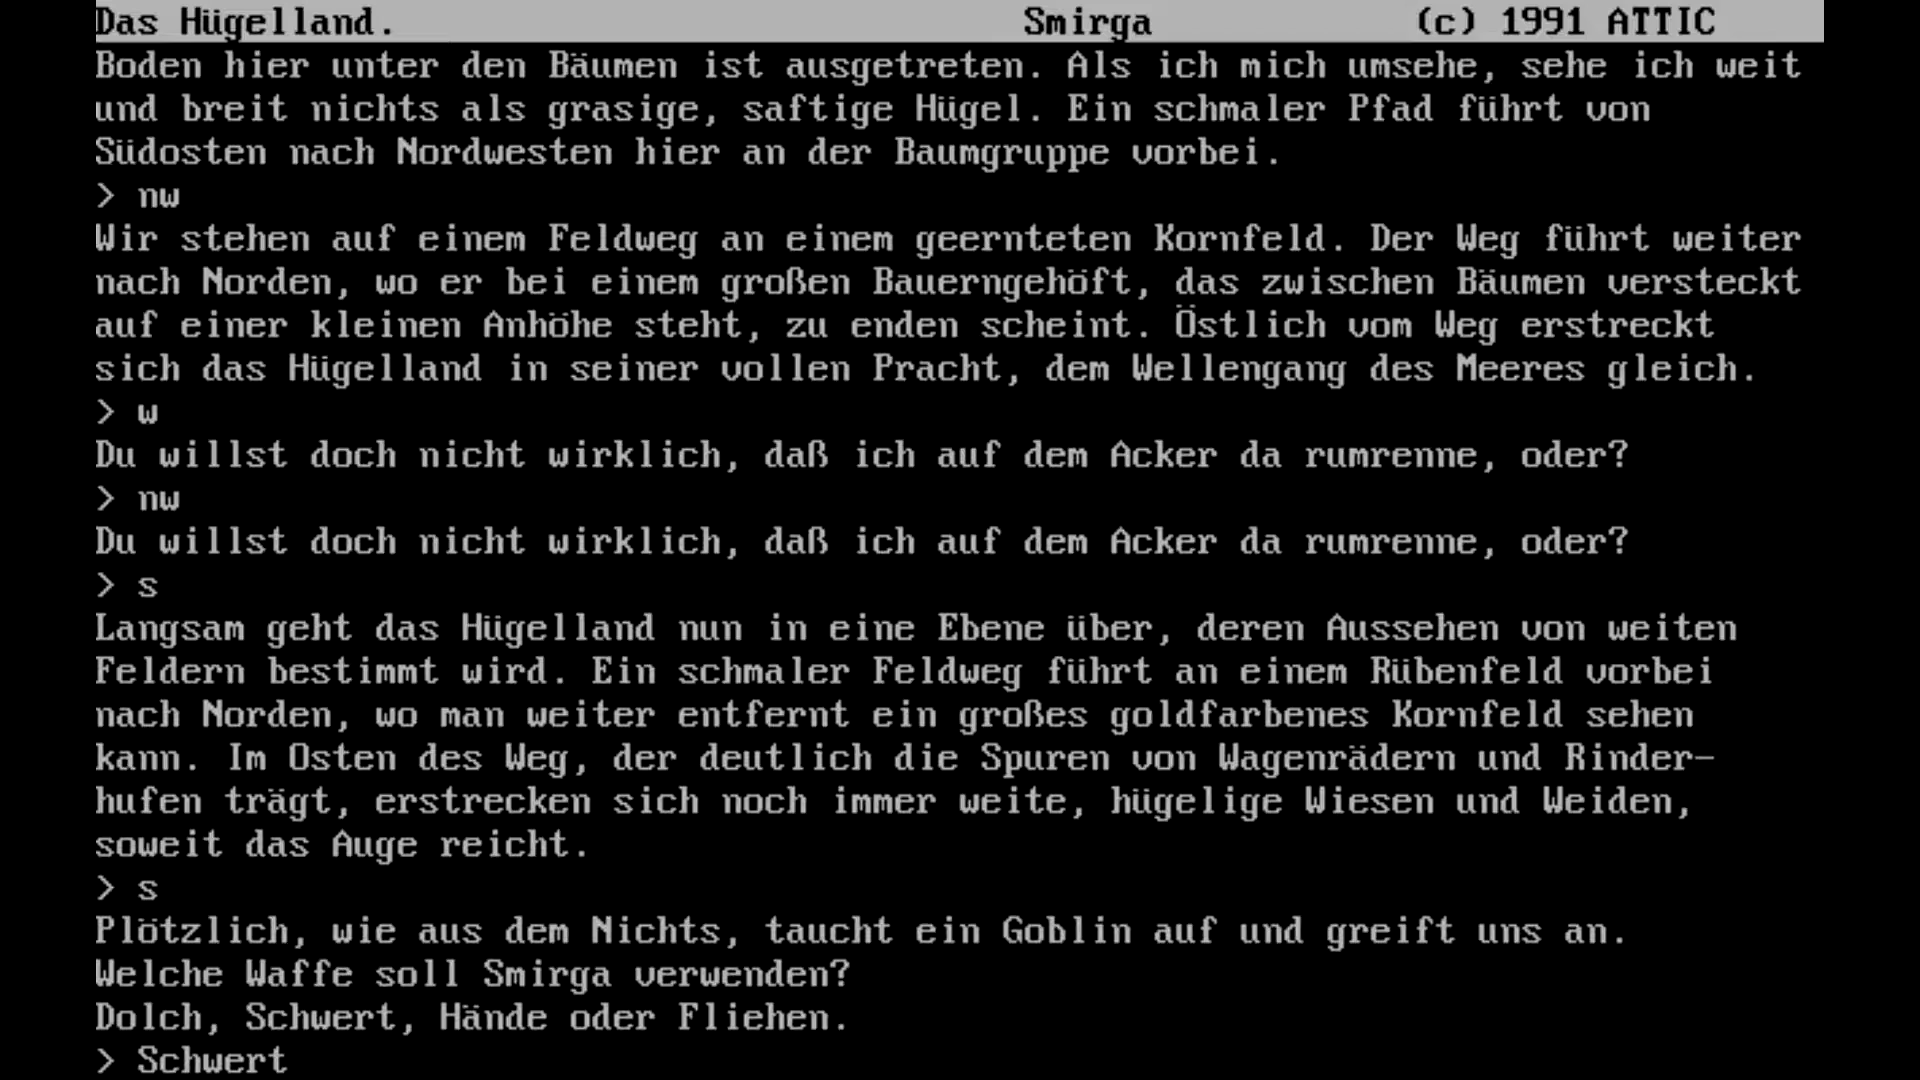 Das Hügelland. Smirga (c) 1991 ATTIC
Boden hier unter den Bäumen ist ausgetreten. Als ich mich umsehe, sehe ich weit
und breit nichts als grasige, saftige Hügel. Ein schmaler Pfad führt von
Südosten nach Nordwesten hier an der Baumgruppe vorbei.
> nw
Wir stehen auf einem Feldweg an einem geernteten Kornfeld. Der Weg führt weiter
nach Norden, wo er bei einem großen Bauerngehöft, das zwischen Bäumen versteckt
auf einer kleinen Anhöhe steht, zu enden scheint. Östlich vom Weg erstreckt
sich das Hügelland in seiner vollen Pracht, dem Wellengang des Meeres gleich.
> w
Du willst doch nicht wirklich, daß ich auf dem Acker da rumrenne, oder?
> nw
Du willst doch nicht wirklich, daß ich auf dem Acker da rumrenne, oder?
> s
Langsam geht das Hügelland nun in eine Ebene über, deren Aussehen von weiten
Feldern bestimmt wird. Ein schmaler Feldweg führt an einem Rübenfeld vorbei
nach Norden, wo man weiter entfernt ein großes goldfarbenes Kornfeld sehen
kann. Im Osten des Weg, der deutlich die Spuren von Wagenrädern und Rinder-
hufen trägt, erstrecken sich noch immer weite, hügelige Wiesen und Weiden,
soweit das Auge reicht.
> s
Plötzlich, wie aus dem Nichts, taucht ein Goblin auf und greift uns an.
Welche Waffe soll Smirga verwenden?
Dolch, Schwert, Hände oder Fliehen.
> Schwert